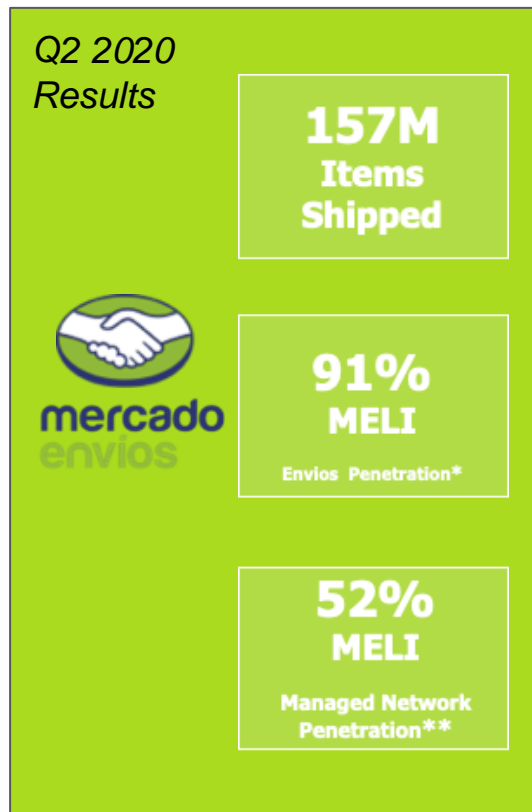 Q2 2020
Results
157M
Items
Shipped
mercado
envios
91%
MELI
Envios Penetration*
52%
MELI
Managed Network
Penetration**